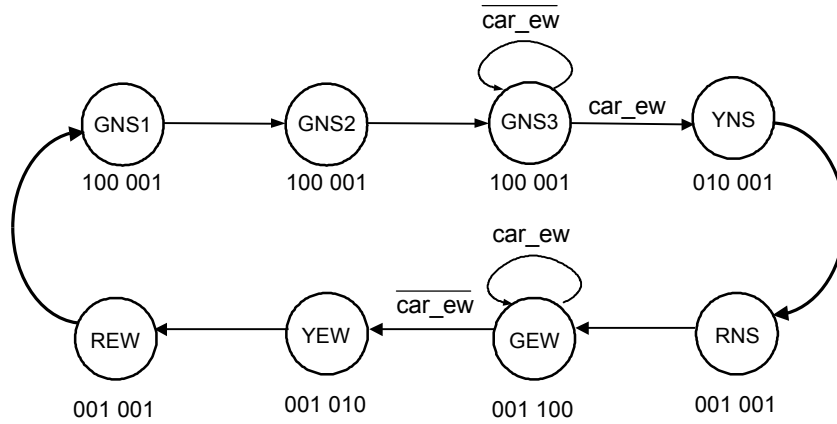 car_ew
GNS1
GNS2
GNS3
car_ew
YNS
100 001
100 001
100 001
010 001
car_ew
car_ew
REW
YEW
GEW
RNS
001 001
001 010
001 100
001 001